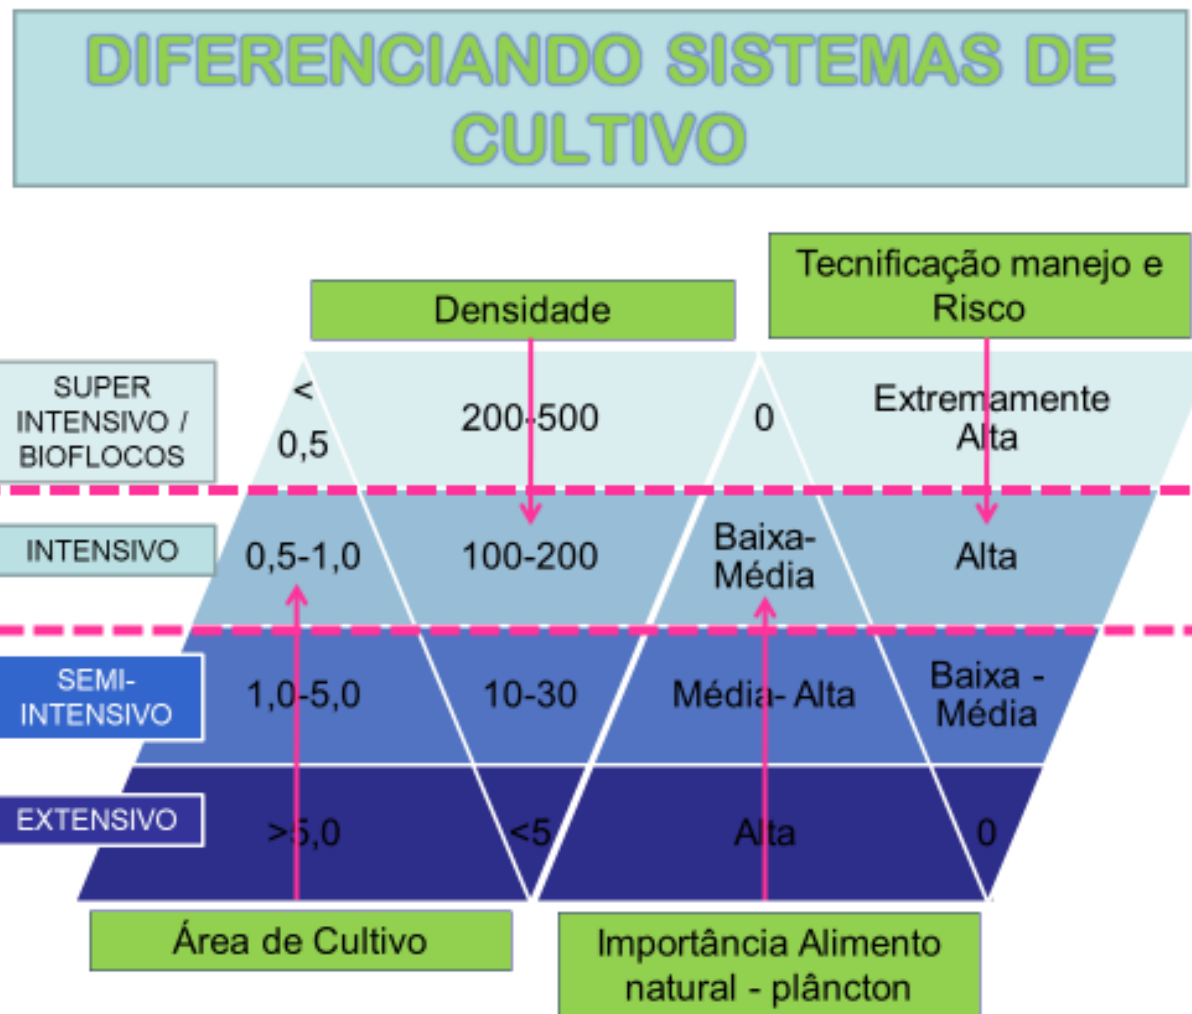 DIFERENCIANDO SISTEMAS DE
CULTIVO
Tecnificação manejo e
Risco
Densidade
SUPER
INTENSIVO /
BIOFLOCOS
<
0,5
200-500
0
Extremamente
Alta
INTENSIVO
0,5-1,0
100-200
Baixa-
Média
Alta
SEMI-
INTENSIVO
1,0-5,0
10-30
Média- Alta
Baixa -
Média
EXTENSIVO
>5,0
<5
Alta
0
Área de Cultivo
Importância Alimento
natural - plâncton